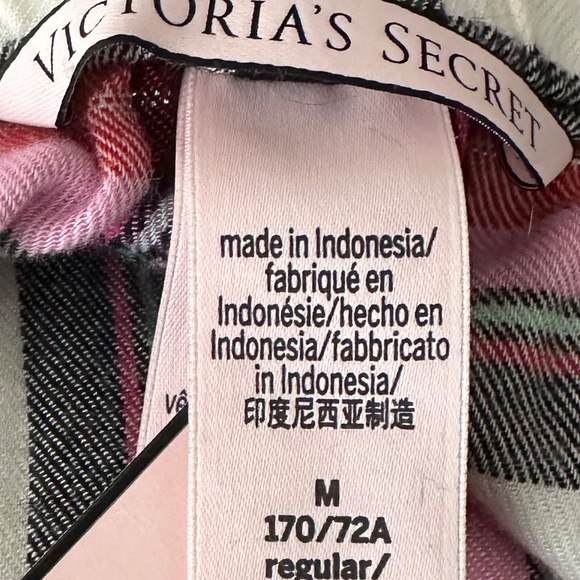 VICTORIA'S SECRET
made in Indonesia/
fabriqué en
Indonésie/hecho en
Indonesia/fabbricato
in Indonesia/
印度尼西亚制造
M
170/72A
regular/